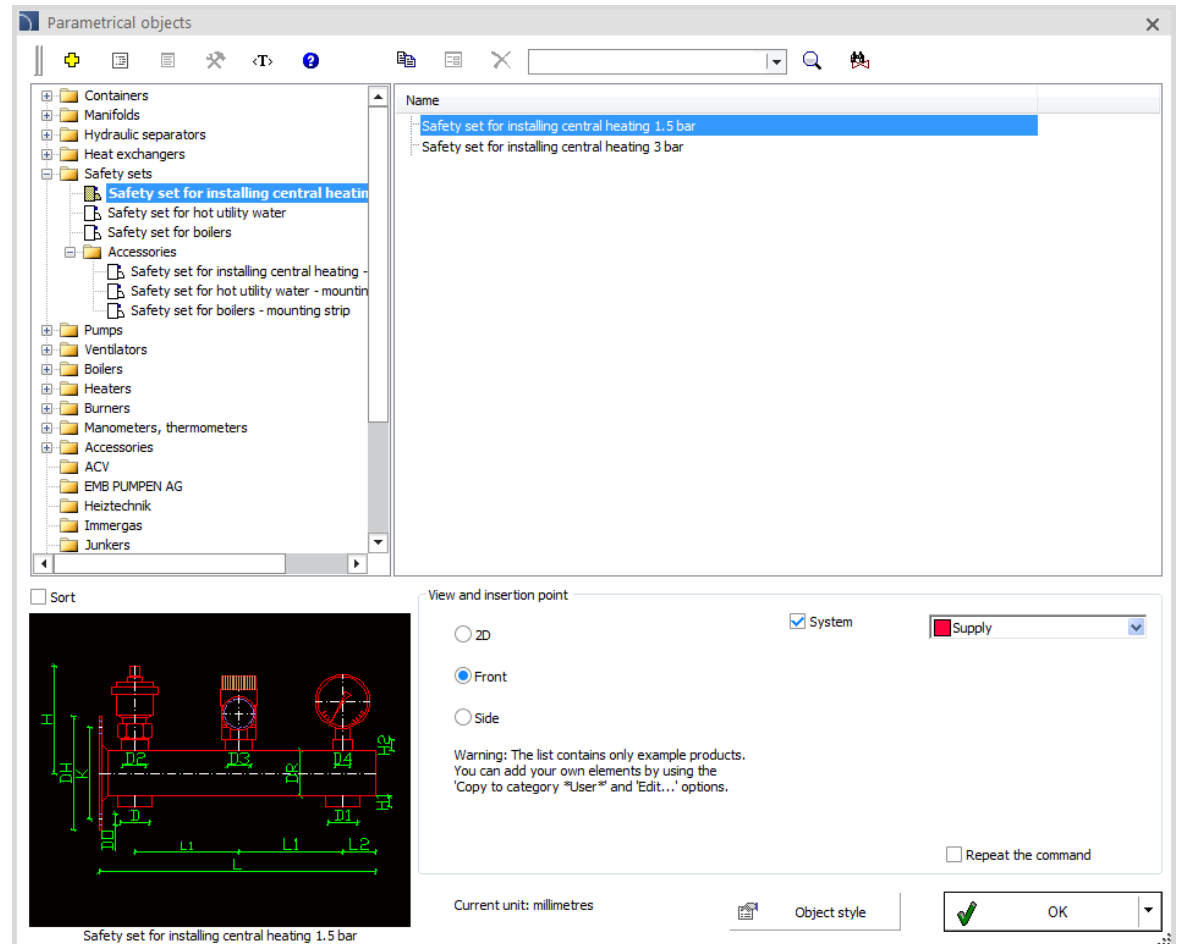 Parametrical objects
<T>
?
Containers
Manifolds
Hydraulic separators
Heat exchangers
Safety sets
Safety set for installing central heatin
Safety set for hot utility water
Safety set for boilers
Accessories
Safety set for installing central heating -
Safety set for hot utility water - mountin
Safety set for boilers - mounting strip
Pumps
Ventilators
Boilers
Heaters
Burners
Manometers, thermometers
Accessories
ACV
EMB PUMPEN AG
Heiztechnik
Immergas
Junkers
Name
Safety set for installing central heating 1.5 bar
Safety set for installing central heating 3 bar
Sort
H
DH
K
D2
D3
D4
H2
DR
H1
D
D1
DO
L1
L1
L2
L
Safety set for installing central heating 1.5 bar
View and insertion point
2D
Front
Side
System
Supply
Warning: The list contains only example products.
You can add your own elements by using the
'Copy to category *User*' and 'Edit...' options.
Repeat the command
Current unit: millimetres
Object style
OK